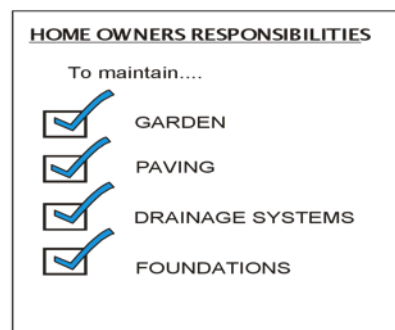 HOME OWNERS RESPONSIBILITIES
To maintain....
GARDEN
PAVING
DRAINAGE SYSTEMS
FOUNDATIONS